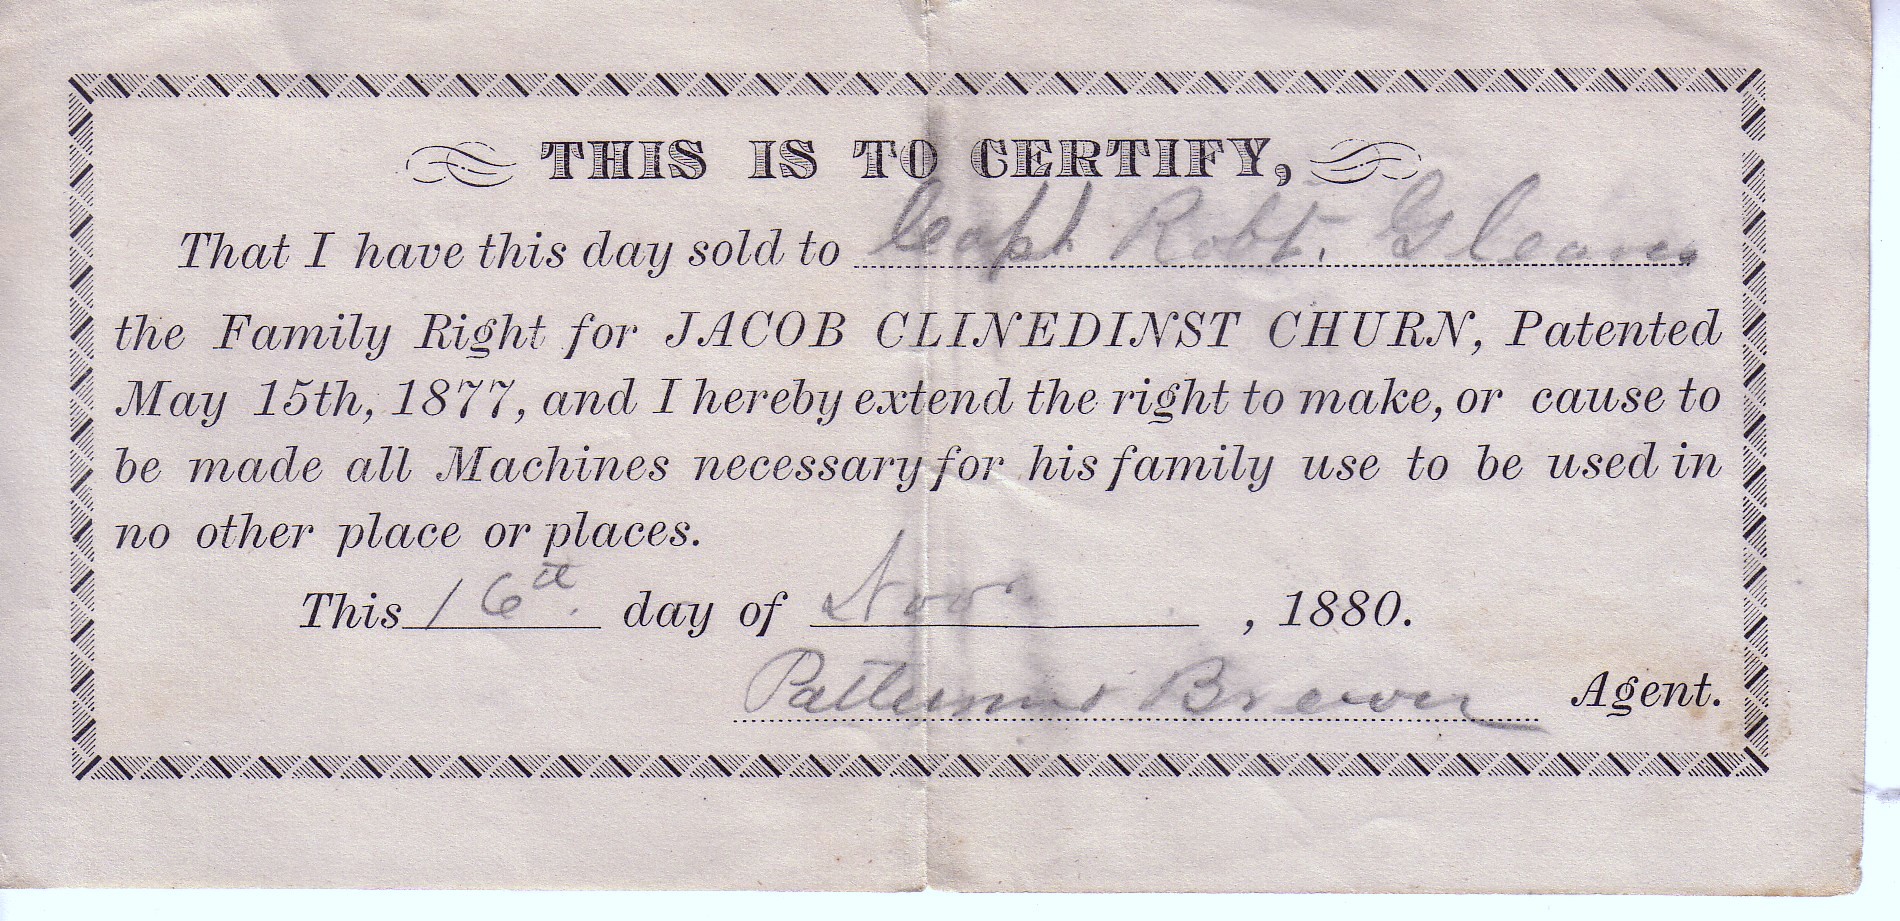 THIS IS TO CERTIFY,
That I have this day sold to Capt Robt. Gleaves
the Family Right for JACOB CLINEDINST CHURN, Patented
May 15th, 1877, and I hereby extend the right to make, or cause to
be made all Machines necessary for his family use to be used in
no other place or places.
This 16th. day of Nov , 1880.
Brown Agent.